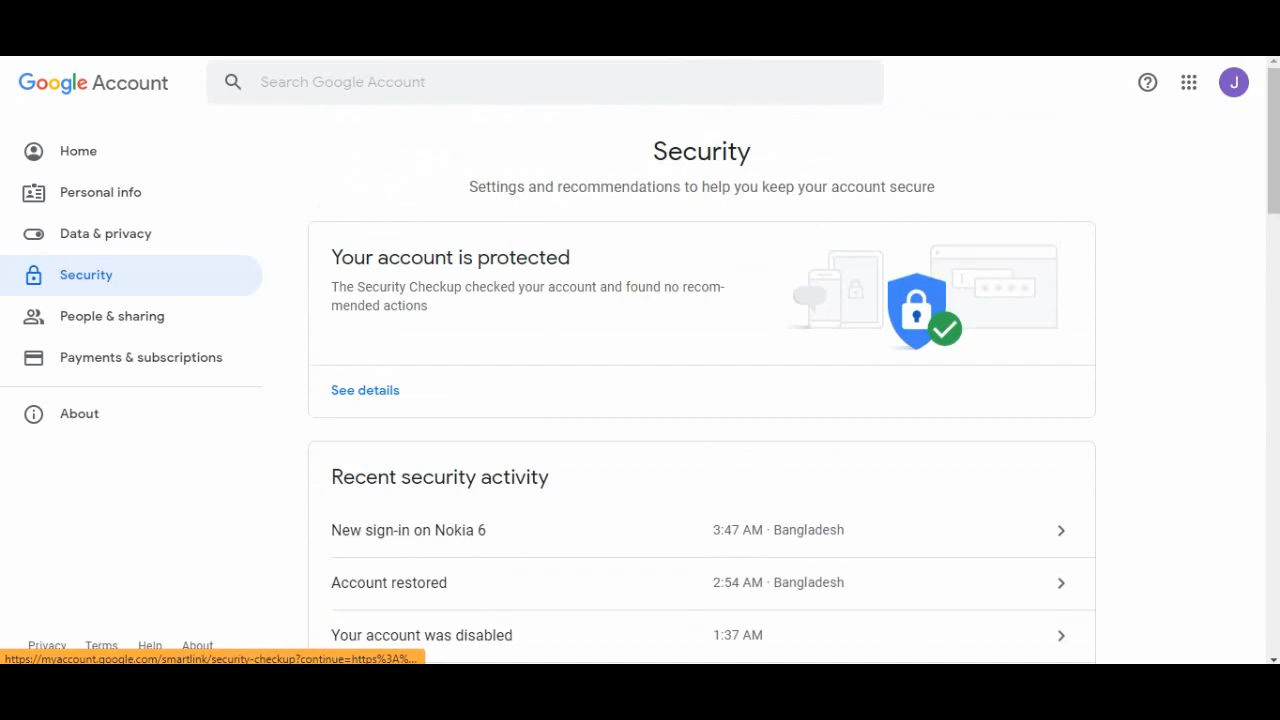 Google Account
Search Google Account
J
Home
Personal info
Data & privacy
Security
People & sharing
Payments & subscriptions
About
Security
Settings and recommendations to help you keep your account secure
Your account is protected
The Security Checkup checked your account and found no recom-
mended actions
See details
Recent security activity
New sign-in on Nokia 6 3:47 AM · Bangladesh
Account restored 2:54 AM · Bangladesh
Your account was disabled 1:37 AM
Privacy Terms Help About
https://myaccount.google.com/smartlink/security-checkup?continue=https%3A%...